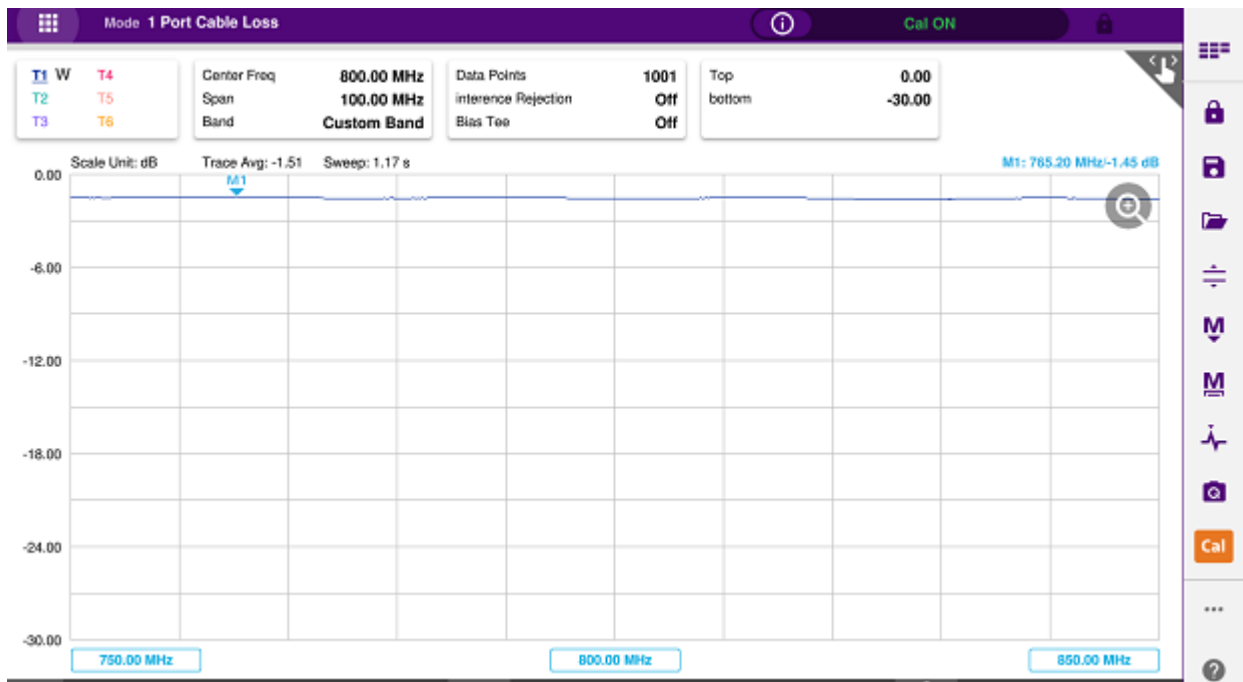 Mode 1 Port Cable Loss
Cal ON
T1 W T4
T2 T5
T3 T6
Center Freq 800.00 MHz
Span 100.00 MHz
Band Custom Band
Data Points 1001
interence Rejection Off
Bias Tee Off
Top 0.00
bottom -30.00
Scale Unit: dB Trace Avg: -1.51 Sweep: 1.17 s M1: 765.20 MHz/-1.45 dB
0.00
M1
-6.00
-12.00
-18.00
-24.00
-30.00
750.00 MHz 800.00 MHz 850.00 MHz
M
M
Cal